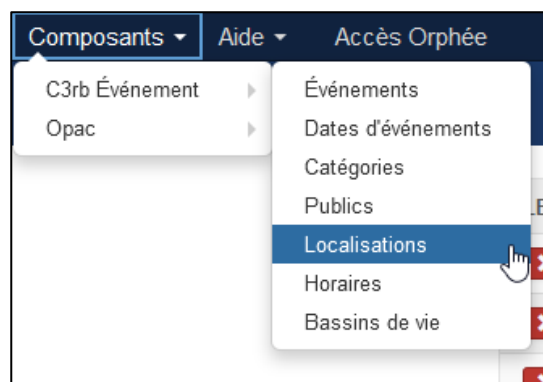 Composants Aide Accès Orphée
C3rb Événement
Opac
Événements
Dates d'événements
Catégories
Publics
Localisations
Horaires
Bassins de vie